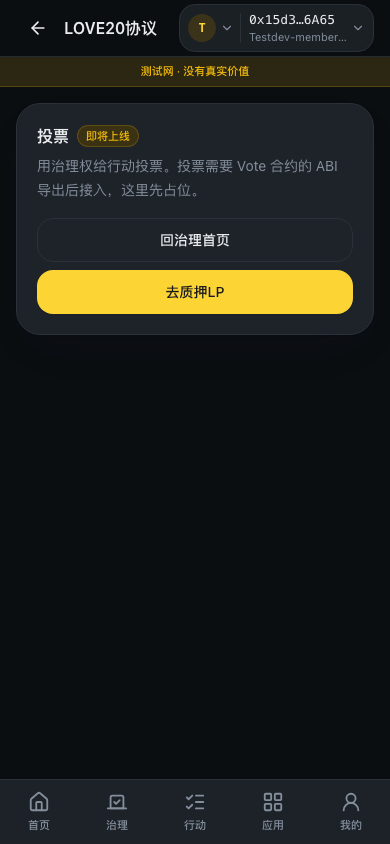 LOVE20协议
T
0x15d3…6A65
Testdev-member…
测试网 · 没有真实价值
投票
即将上线
用治理权给行动投票。投票需要 Vote 合约的 ABI
导出后接入，这里先占位。
回治理首页
去质押LP
首页
治理
行动
应用
我的